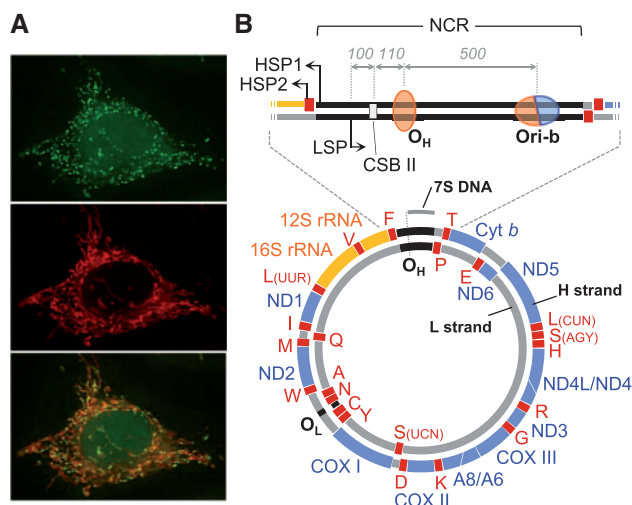 A
B
NCR
100
110
500
HSP1
HSP2
LSP
CSB II
OH
Ori-b
7S DNA
12S rRNA
F
T
Cyt b
16S rRNA
V
OH
P
E
ND6
ND5
L(UUR)
ND1
H strand
L strand
I
Q
M
L(CUN)
S(AGY)
H
ND2
A
N
W
C
Y
ND4L/ND4
R
OL
S(UCN)
G
ND3
COX I
COX III
D
K
A8/A6
COX II